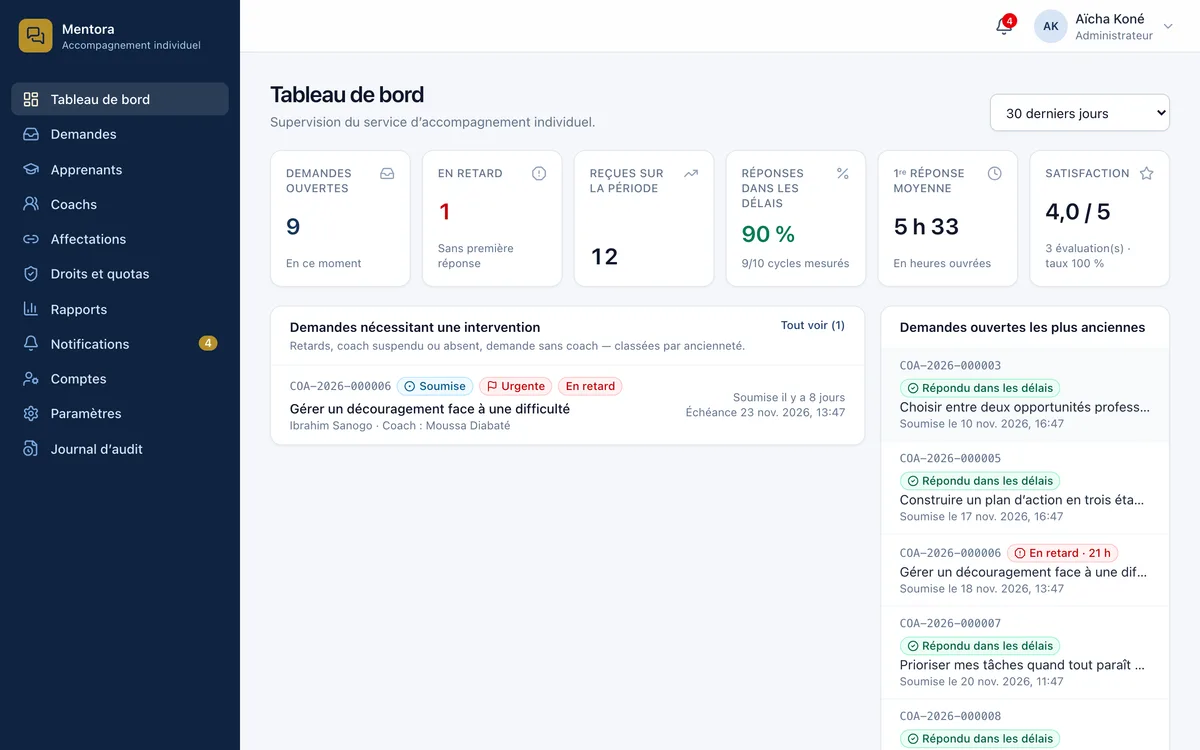 Mentora
Accompagnement individuel
Tableau de bord
Demandes
Apprenants
Coachs
Affectations
Droits et quotas
Rapports
Notifications
4
Comptes
Paramètres
Journal d’audit
4
AK
Aïcha Koné
Administrateur
Tableau de bord
Supervision du service d’accompagnement individuel.
30 derniers jours
DEMANDES
OUVERTES
9
En ce moment
EN RETARD
1
Sans première
réponse
REÇUES SUR
LA PÉRIODE
12
RÉPONSES
DANS LES
DÉLAIS
90 %
9/10 cycles mesurés
1ʳᵉ RÉPONSE
MOYENNE
5 h 33
En heures ouvrées
SATISFACTION
4,0 / 5
3 évaluation(s) ·
taux 100 %
Demandes nécessitant une intervention
Tout voir (1)
Retards, coach suspendu ou absent, demande sans coach — classées par ancienneté.
COA-2026-000006 Soumise Urgente En retard
Gérer un découragement face à une difficulté
Ibrahim Sanogo · Coach : Moussa Diabaté
Soumise il y a 8 jours
Échéance 23 nov. 2026, 13:47
Demandes ouvertes les plus anciennes
COA-2026-000003
Répondu dans les délais
Choisir entre deux opportunités profess...
Soumise le 10 nov. 2026, 16:47
COA-2026-000005
Répondu dans les délais
Construire un plan d’action en trois éta...
Soumise le 17 nov. 2026, 16:47
COA-2026-000006 En retard · 21 h
Gérer un découragement face à une dif...
Soumise le 18 nov. 2026, 13:47
COA-2026-000007
Répondu dans les délais
Prioriser mes tâches quand tout paraît ...
Soumise le 20 nov. 2026, 11:47
COA-2026-000008
Répondu dans les délais